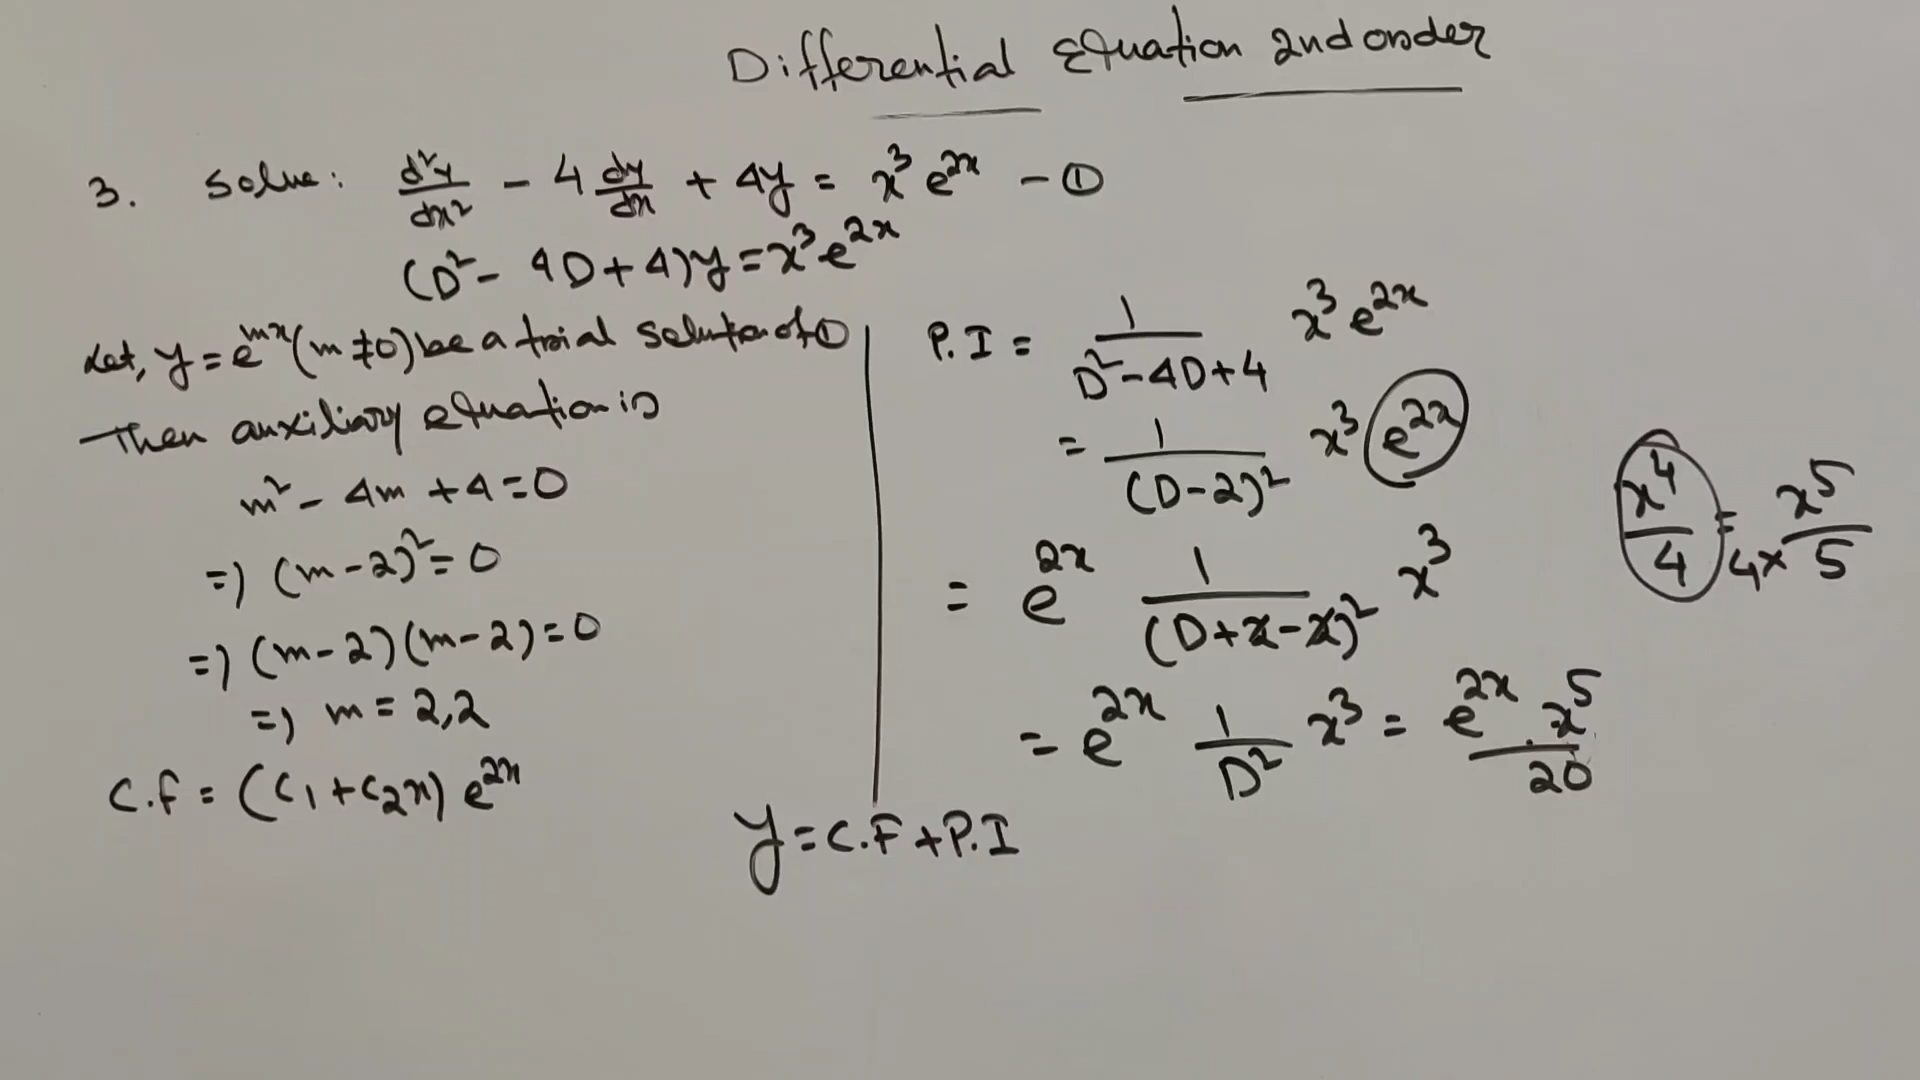 Differential Equation 2nd order
3. Solve: d²y/dx² - 4 dy/dx + 4y = x³ e^{2x} - ①
(D² - 4D + 4)y = x³ e^{2x}
Let, y = e^{mx} (m ≠ 0) be a trial solution of ①
Then auxiliary equation is
m² - 4m + 4 = 0
=) (m-2)² = 0
=) (m-2)(m-2) = 0
=) m = 2,2
C.F = (C₁ + C₂x) e^{2x}
P.I = 1/(D² - 4D + 4) x³ e^{2x}
= 1/(D-2)² x³ e^{2x}
= e^{2x} 1/(D+2-2)² x³
= e^{2x} 1/D² x³ = e^{2x} . x⁵/20
x⁴/4 = x⁵/(4×5)
y = C.F + P.I